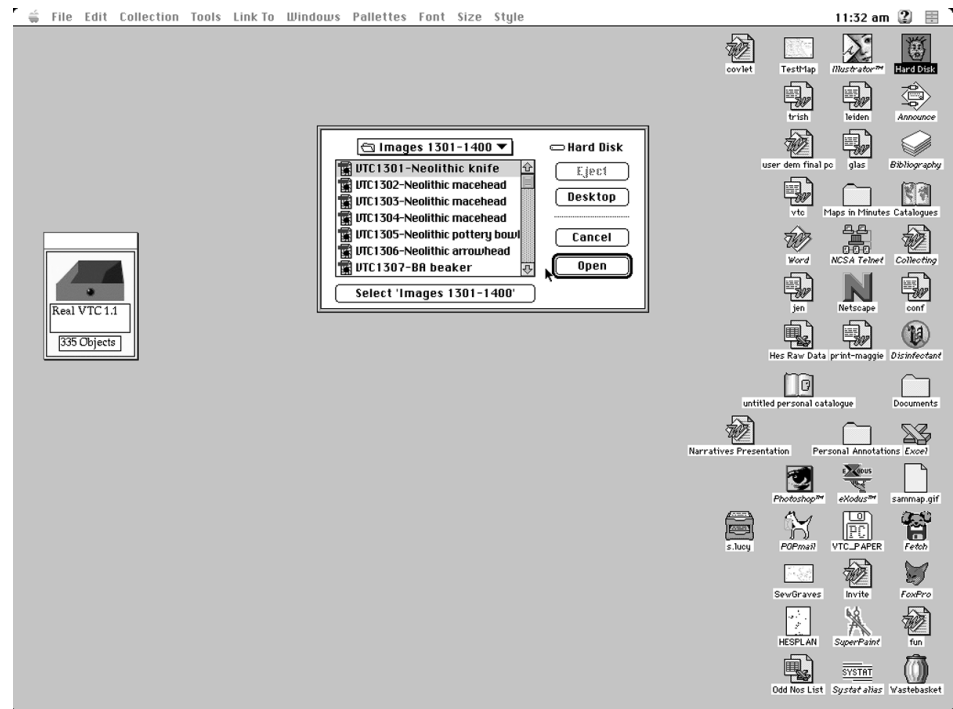 File Edit Collection Tools Link To Windows Pallettes Font Size Style 11:32 am
Images 1301-1400
Hard Disk
VTC1301-Neolithic knife
VTC1302-Neolithic macehead
VTC1303-Neolithic macehead
VTC1304-Neolithic macehead
VTC1305-Neolithic pottery bowl
VTC1306-Neolithic arrowhead
VTC1307-BA beaker
Eject
Desktop
Cancel
Open
Select 'Images 1301-1400'
Real VTC 1.1
335 Objects
covlet TestMap Illustrator™ Hard Disk
trish leiden Announce
user dem final pc glas Bibliography
vtc Maps in Minutes Catalogues
Word NCSA Telnet Collecting
jen Netscape conf
Hes Raw Data print-maggie Disinfectant
untitled personal catalogue Documents
Narratives Presentation Personal Annotations Excel
eXodus
Photoshop™ eXodus™ sammap.gif
PC
s.lucy POPmail VTC_PAPER Fetch
SewGraves Invite FoxPro
HESPLAN SuperPaint fun
SYSTAT
Odd Nos List Systat alias Wastebasket